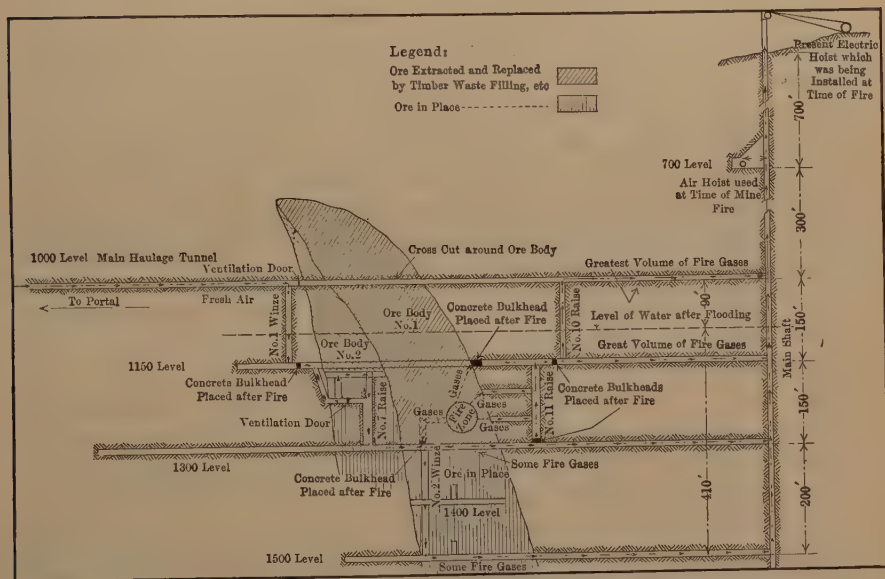 Legend:
Ore Extracted and Replaced
by Timber Waste Filling, etc
Ore in Place
Present Electric
Hoist which
was being
Installed at
Time of Fire
700'
700 Level
Air Hoist used
at Time of Mine
Fire
300'
1000 Level Main Haulage Tunnel
Ventilation Door
Cross Cut around Ore Body
Greatest Volume of Fire Gases
To Portal
Fresh Air
No.1 Winze
Ore Body
No.1
Concrete Bulkhead
Placed after Fire
No.10 Raise
90'
Level of Water after Flooding
150'
Main Shaft
Ore Body
No.2
Great Volume of Fire Gases
1150 Level
Concrete Bulkhead
Placed after Fire
No.7 Raise
Gases
Gases
Fire
Zone
Gases
Gases
No.11 Raise
Concrete Bulkheads
Placed after Fire
150'
Ventilation Door
1300 Level
Concrete Bulkhead
Placed after Fire
No.2 Winze
Ore in Place
Some Fire Gases
410'
200'
1400 Level
1500 Level
Some Fire Gases